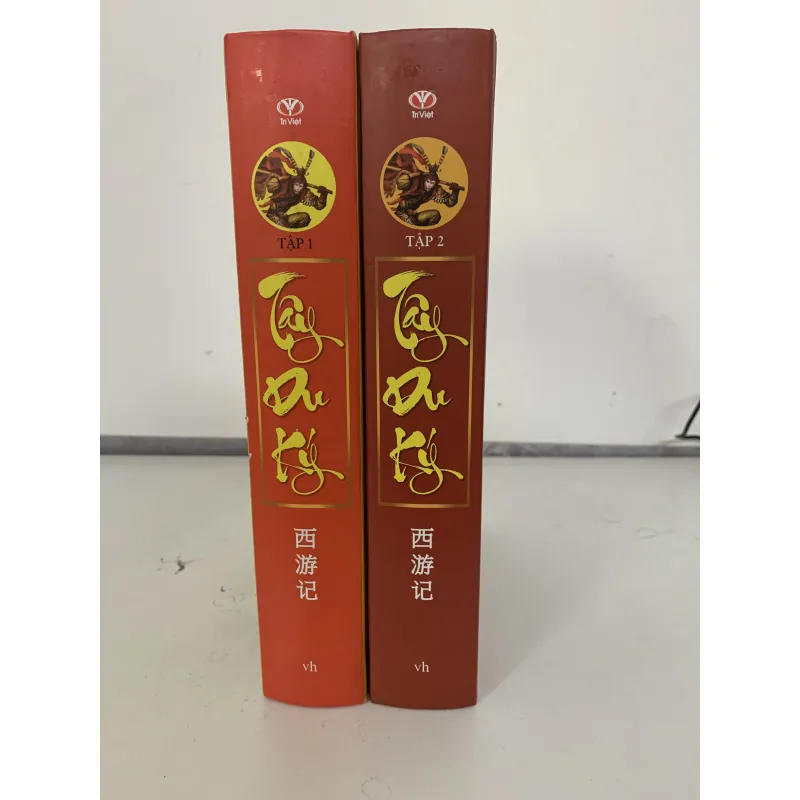 Trí Việt
TẬP 1
Tây
Du
Ký
西
游
记
vh
Trí Việt
TẬP 2
Tây
Du
Ký
西
游
记
vh